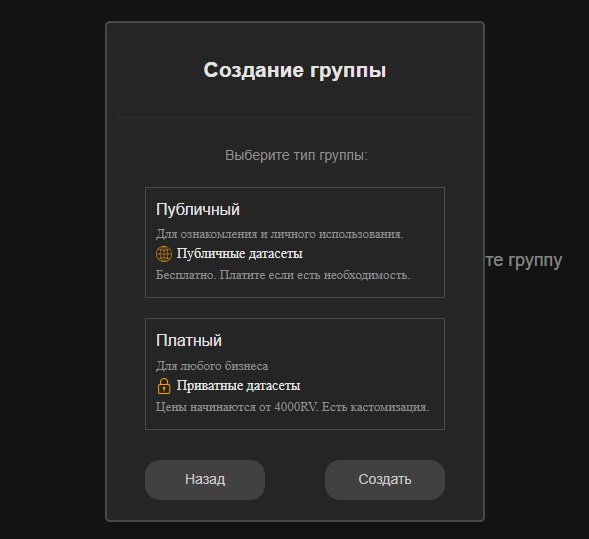 Создание группы
Выберите тип группы:
Публичный
Для ознакомления и личного использования.
Публичные датасеты
те группу
Бесплатно. Платите если есть необходимость.
Платный
Для любого бизнеса
Приватные датасеты
Цены начинаются от 4000RV. Есть кастомизация.
Назад
Создать